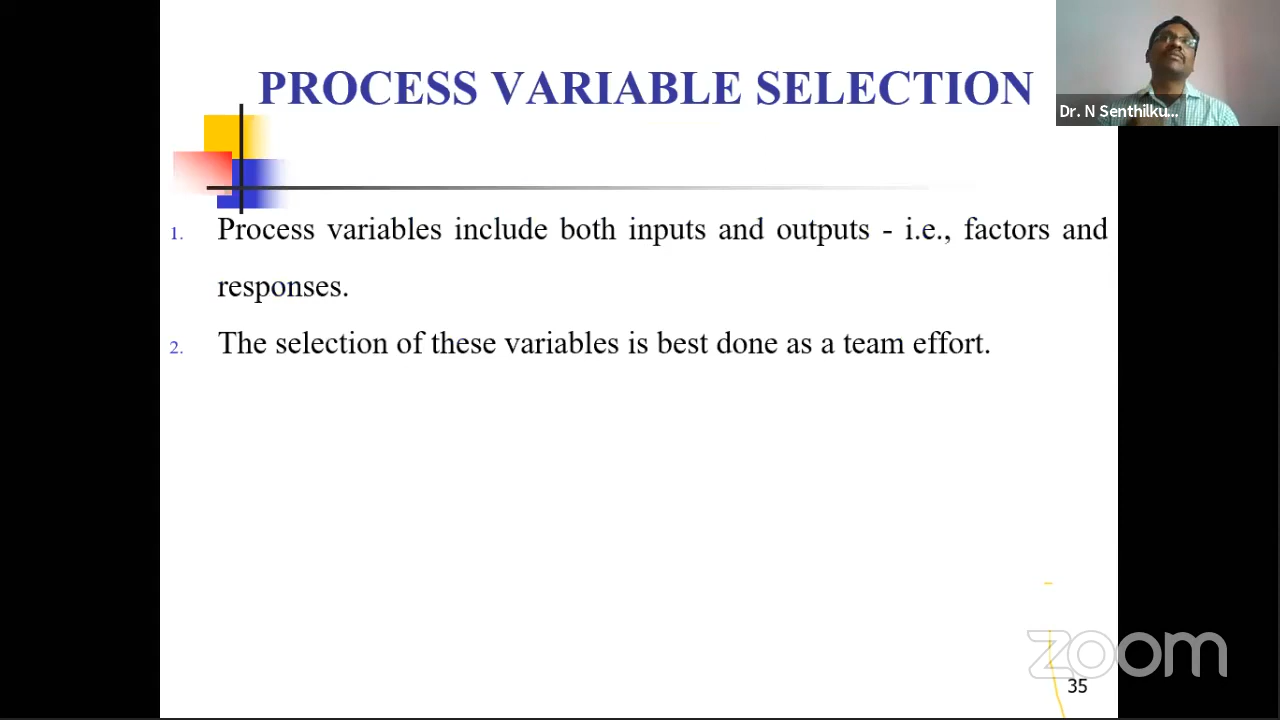 PROCESS VARIABLE SELECTION
Dr. N Senthilku...
1. Process variables include both inputs and outputs - i.e., factors and
responses.
2. The selection of these variables is best done as a team effort.
zoom
35